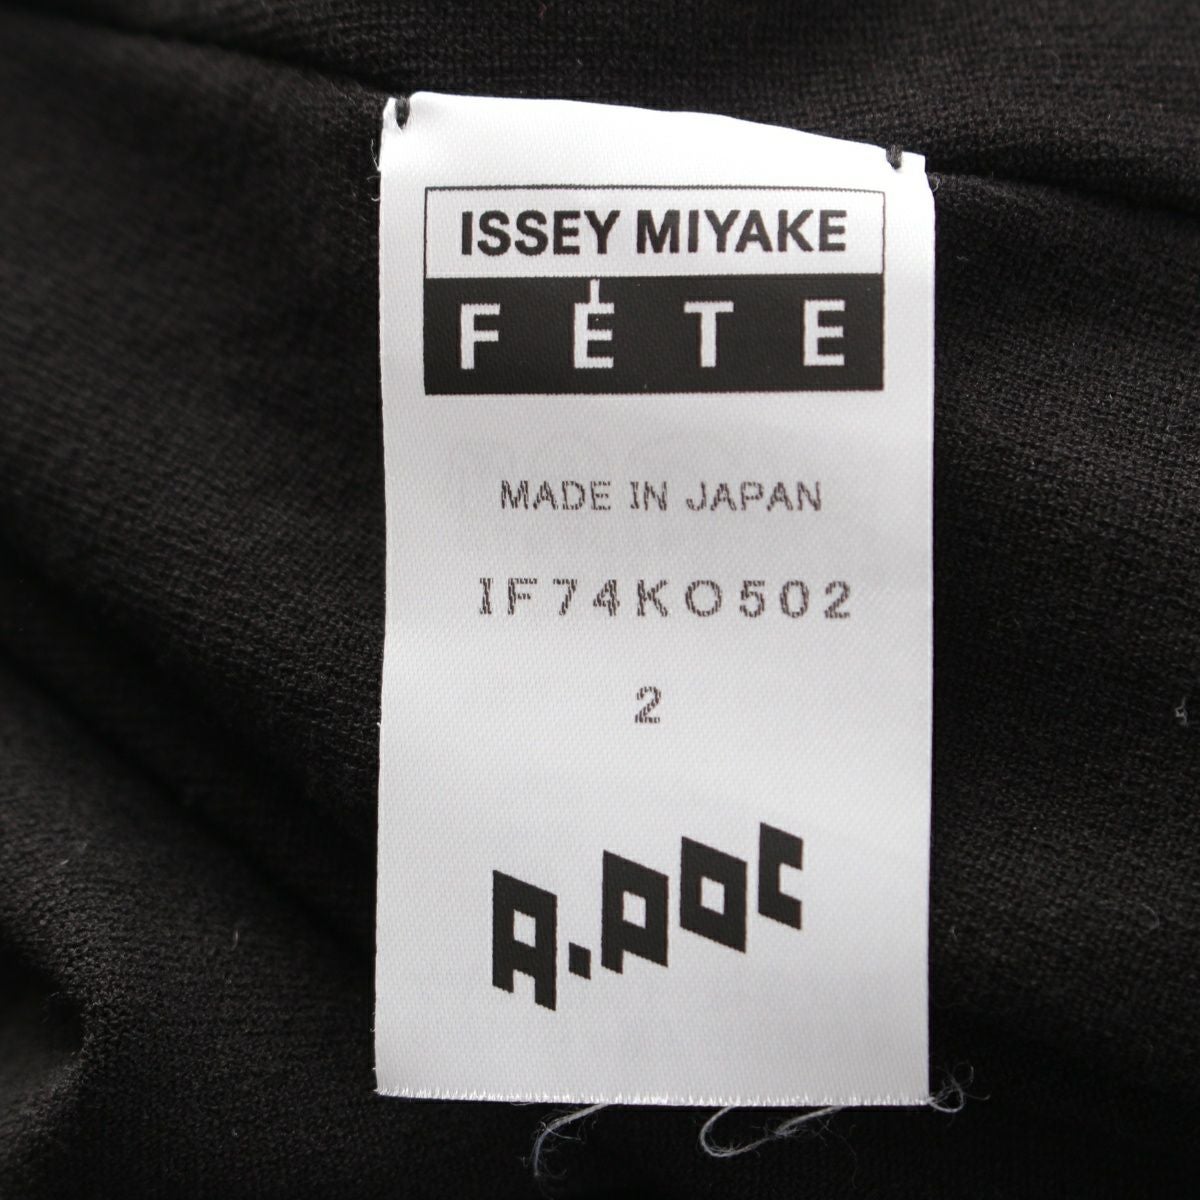 ISSEY MIYAKE
FÊTE
MADE IN JAPAN
IF74KO502
2
A.POC